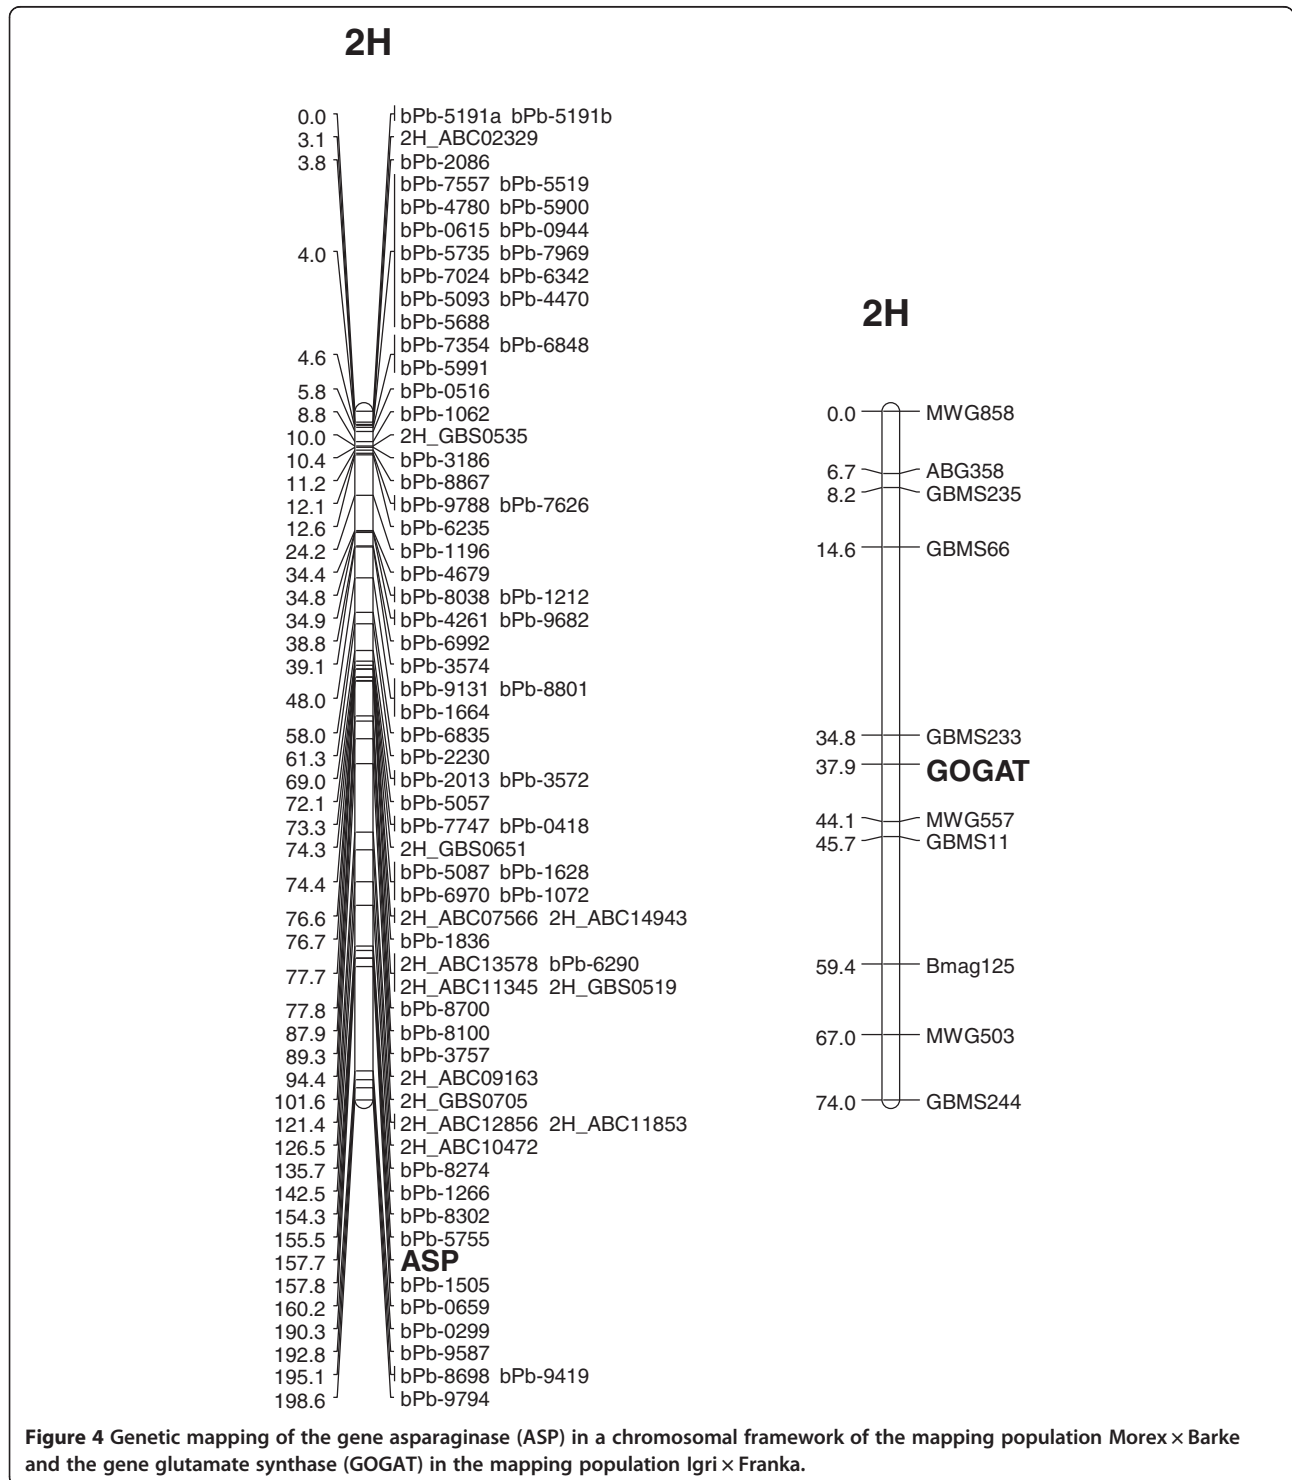 2H
0.0 bPb-5191a bPb-5191b
3.1 2H_ABC02329
3.8 bPb-2086
bPb-7557 bPb-5519
bPb-4780 bPb-5900
bPb-0615 bPb-0944
4.0 bPb-5735 bPb-7969
bPb-7024 bPb-6342
bPb-5093 bPb-4470
bPb-5688
bPb-7354 bPb-6848
4.6
bPb-5991
5.8 bPb-0516
8.8 bPb-1062
10.0 2H_GBS0535
10.4 bPb-3186
11.2 bPb-8867
12.1 bPb-9788 bPb-7626
12.6 bPb-6235
24.2 bPb-1196
34.4 bPb-4679
34.8 bPb-8038 bPb-1212
34.9 bPb-4261 bPb-9682
38.8 bPb-6992
39.1 bPb-3574
bPb-9131 bPb-8801
48.0
bPb-1664
58.0 bPb-6835
61.3 bPb-2230
69.0 bPb-2013 bPb-3572
72.1 bPb-5057
73.3 bPb-7747 bPb-0418
74.3 2H_GBS0651
bPb-5087 bPb-1628
74.4
bPb-6970 bPb-1072
76.6 2H_ABC07566 2H_ABC14943
76.7 bPb-1836
2H_ABC13578 bPb-6290
77.7
2H_ABC11345 2H_GBS0519
77.8 bPb-8700
87.9 bPb-8100
89.3 bPb-3757
94.4 2H_ABC09163
101.6 2H_GBS0705
121.4 2H_ABC12856 2H_ABC11853
126.5 2H_ABC10472
135.7 bPb-8274
142.5 bPb-1266
154.3 bPb-8302
155.5 bPb-5755
157.7 ASP
157.8 bPb-1505
160.2 bPb-0659
190.3 bPb-0299
192.8 bPb-9587
195.1 bPb-8698 bPb-9419
198.6 bPb-9794
2H
0.0 MWG858
6.7 ABG358
8.2 GBMS235
14.6 GBMS66
34.8 GBMS233
37.9 GOGAT
44.1 MWG557
45.7 GBMS11
59.4 Bmag125
67.0 MWG503
74.0 GBMS244
Figure 4 Genetic mapping of the gene asparaginase (ASP) in a chromosomal framework of the mapping population Morex × Barke
and the gene glutamate synthase (GOGAT) in the mapping population Igri × Franka.